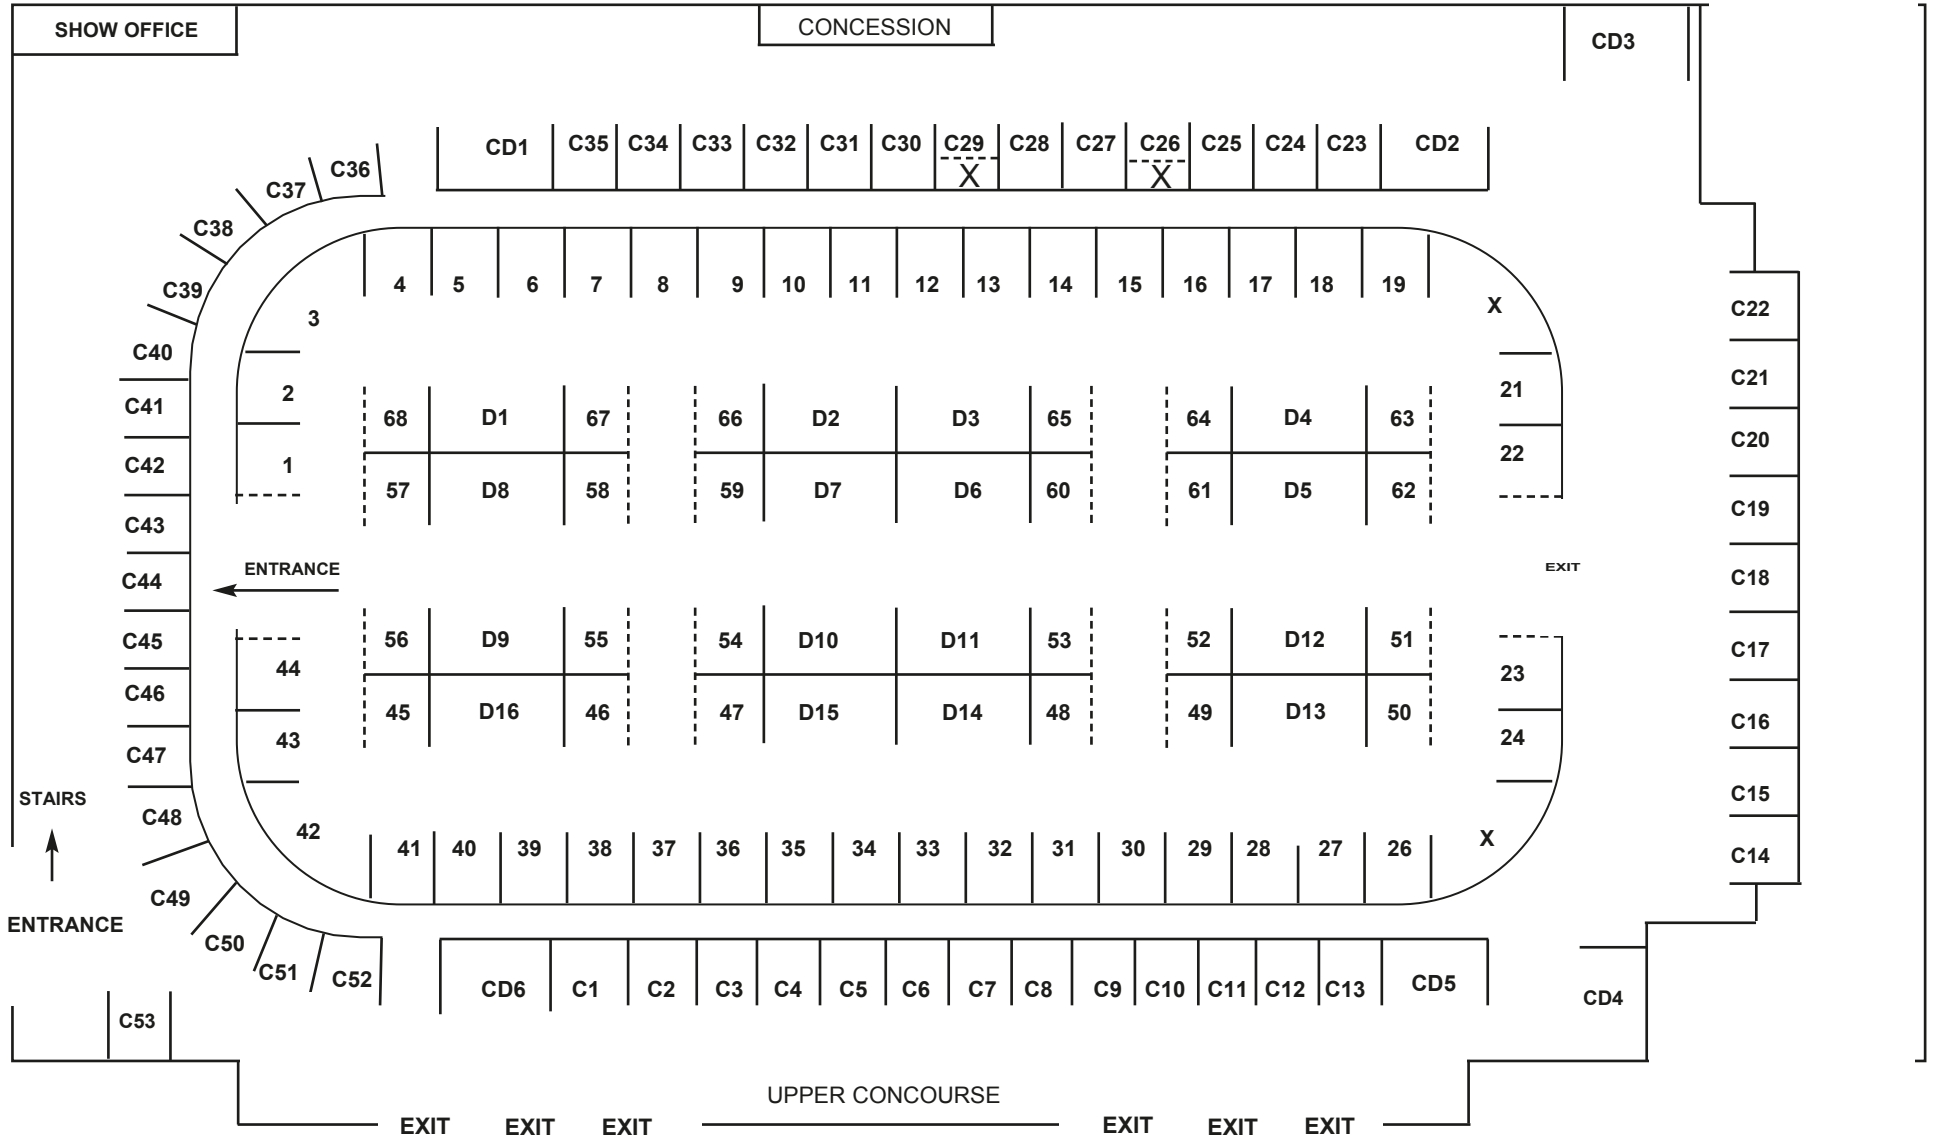 SHOW OFFICE
CONCESSION
CD3
CD1 C35 C34 C33 C32 C31 C30 C29 C28 C27 C26 C25 C24 C23 CD2
X X
C36
C37
C38
C39
C40
C41
C42
C43
C44
C45
C46
C47
C48
C49
C50
C51
C52
C53
4 5 6 7 8 9 10 11 12 13 14 15 16 17 18 19
X
3
2
1
21
22
68 D1 67 66 D2 D3 65 64 D4 63
57 D8 58 59 D7 D6 60 61 D5 62
ENTRANCE
EXIT
56 D9 55 54 D10 D11 53 52 D12 51
45 D16 46 47 D15 D14 48 49 D13 50
44
43
42
23
24
X
41 40 39 38 37 36 35 34 33 32 31 30 29 28 27 26
C22
C21
C20
C19
C18
C17
C16
C15
C14
STAIRS
ENTRANCE
CD6 C1 C2 C3 C4 C5 C6 C7 C8 C9 C10 C11 C12 C13 CD5
CD4
UPPER CONCOURSE
EXIT EXIT EXIT EXIT EXIT EXIT